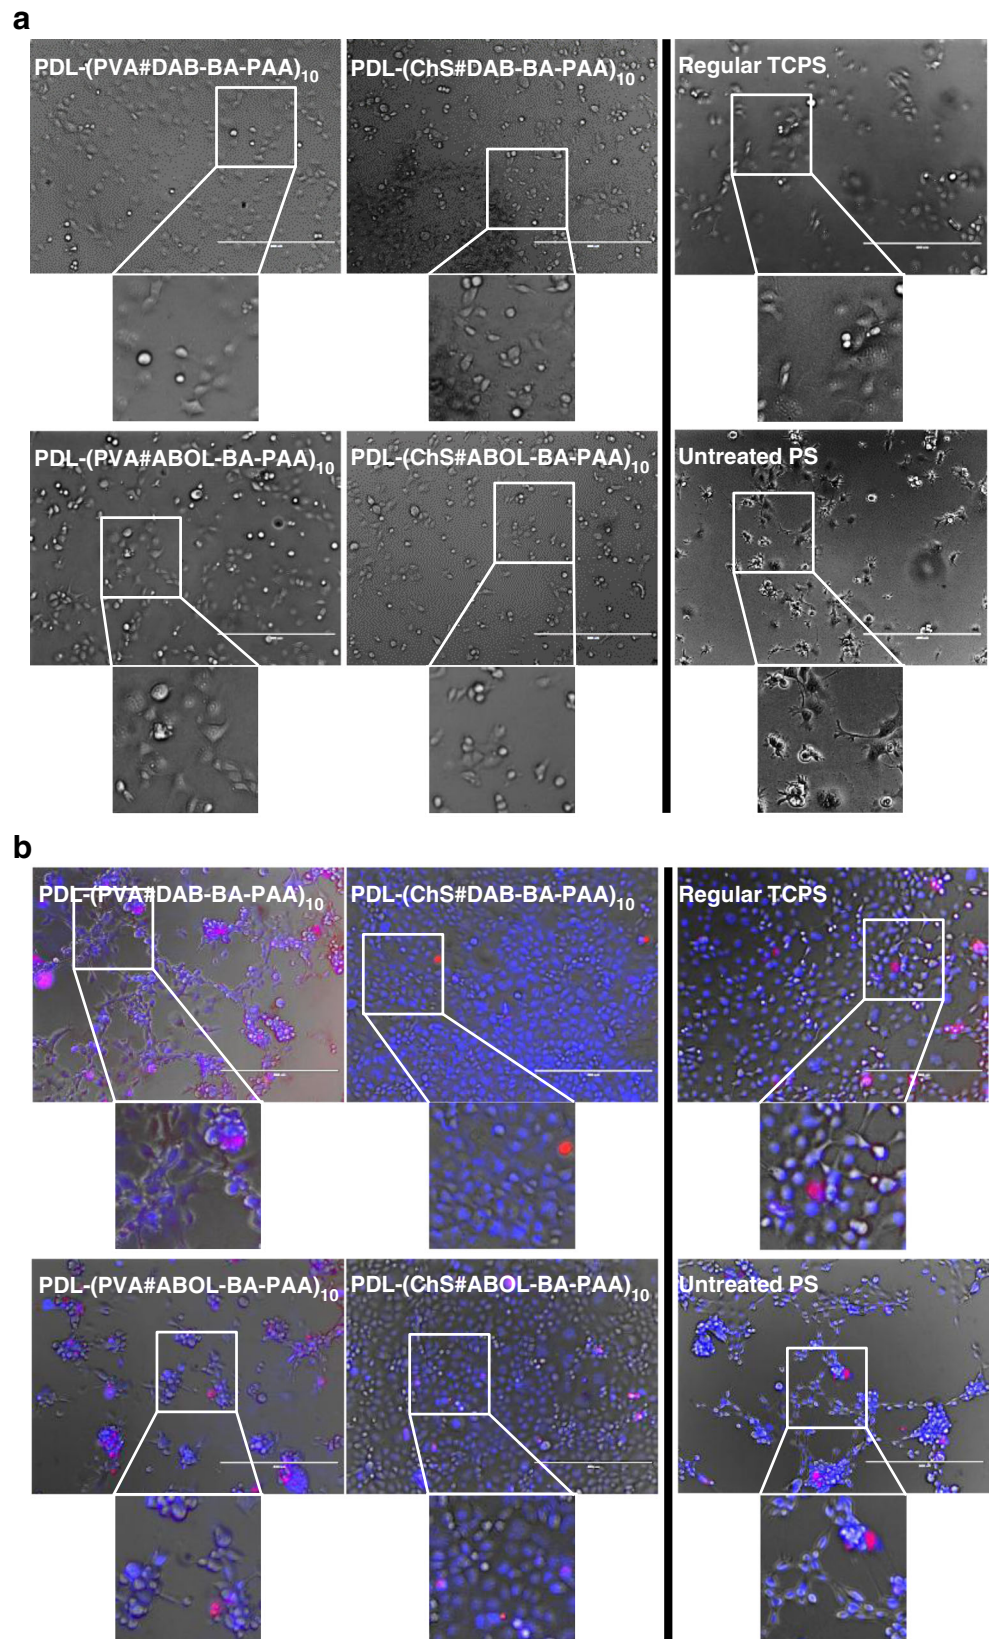 a
PDL-(PVA#DAB-BA-PAA)10
PDL-(ChS#DAB-BA-PAA)10
Regular TCPS
PDL-(PVA#ABOL-BA-PAA)10
PDL-(ChS#ABOL-BA-PAA)10
Untreated PS
b
PDL-(PVA#DAB-BA-PAA)10
PDL-(ChS#DAB-BA-PAA)10
Regular TCPS
PDL-(PVA#ABOL-BA-PAA)10
PDL-(ChS#ABOL-BA-PAA)10
Untreated PS